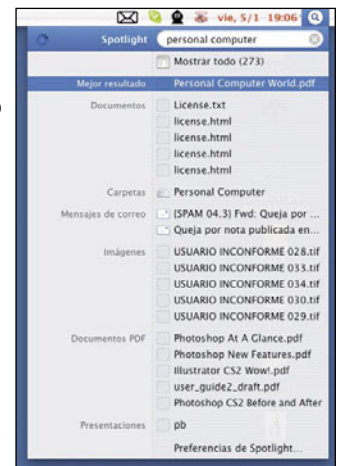 vie, 5/1 19:06
Spotlight personal computer
Mostrar todo (273)
Mejor resultado Personal Computer World.pdf
Documentos License.txt
license.html
license.html
license.html
license.html
Carpetas Personal Computer
Mensajes de correo [SPAM 04.3] Fwd: Queja por ...
Queja por nota publicada en...
Imágenes USUARIO INCONFORME 028.tif
USUARIO INCONFORME 033.tif
USUARIO INCONFORME 034.tif
USUARIO INCONFORME 030.tif
USUARIO INCONFORME 029.tif
Documentos PDF Photoshop At A Glance.pdf
Photoshop New Features.pdf
Illustrator CS2 Wow!.pdf
user_guide2_draft.pdf
Photoshop CS2 Before and After
Presentaciones pb
Preferencias de Spotlight...